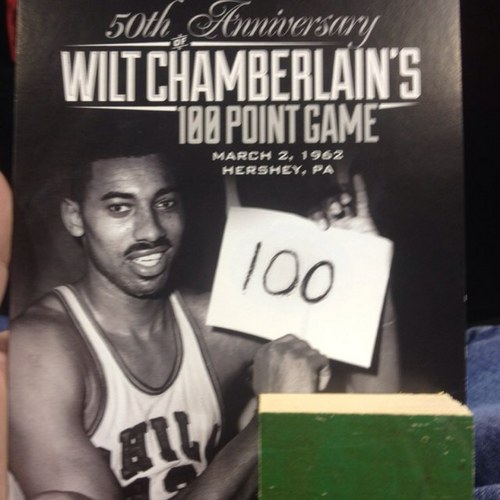 50th Anniversary
OF
WILT CHAMBERLAIN'S
100 POINT GAME
MARCH 2, 1962
HERSHEY, PA
100
PHIL